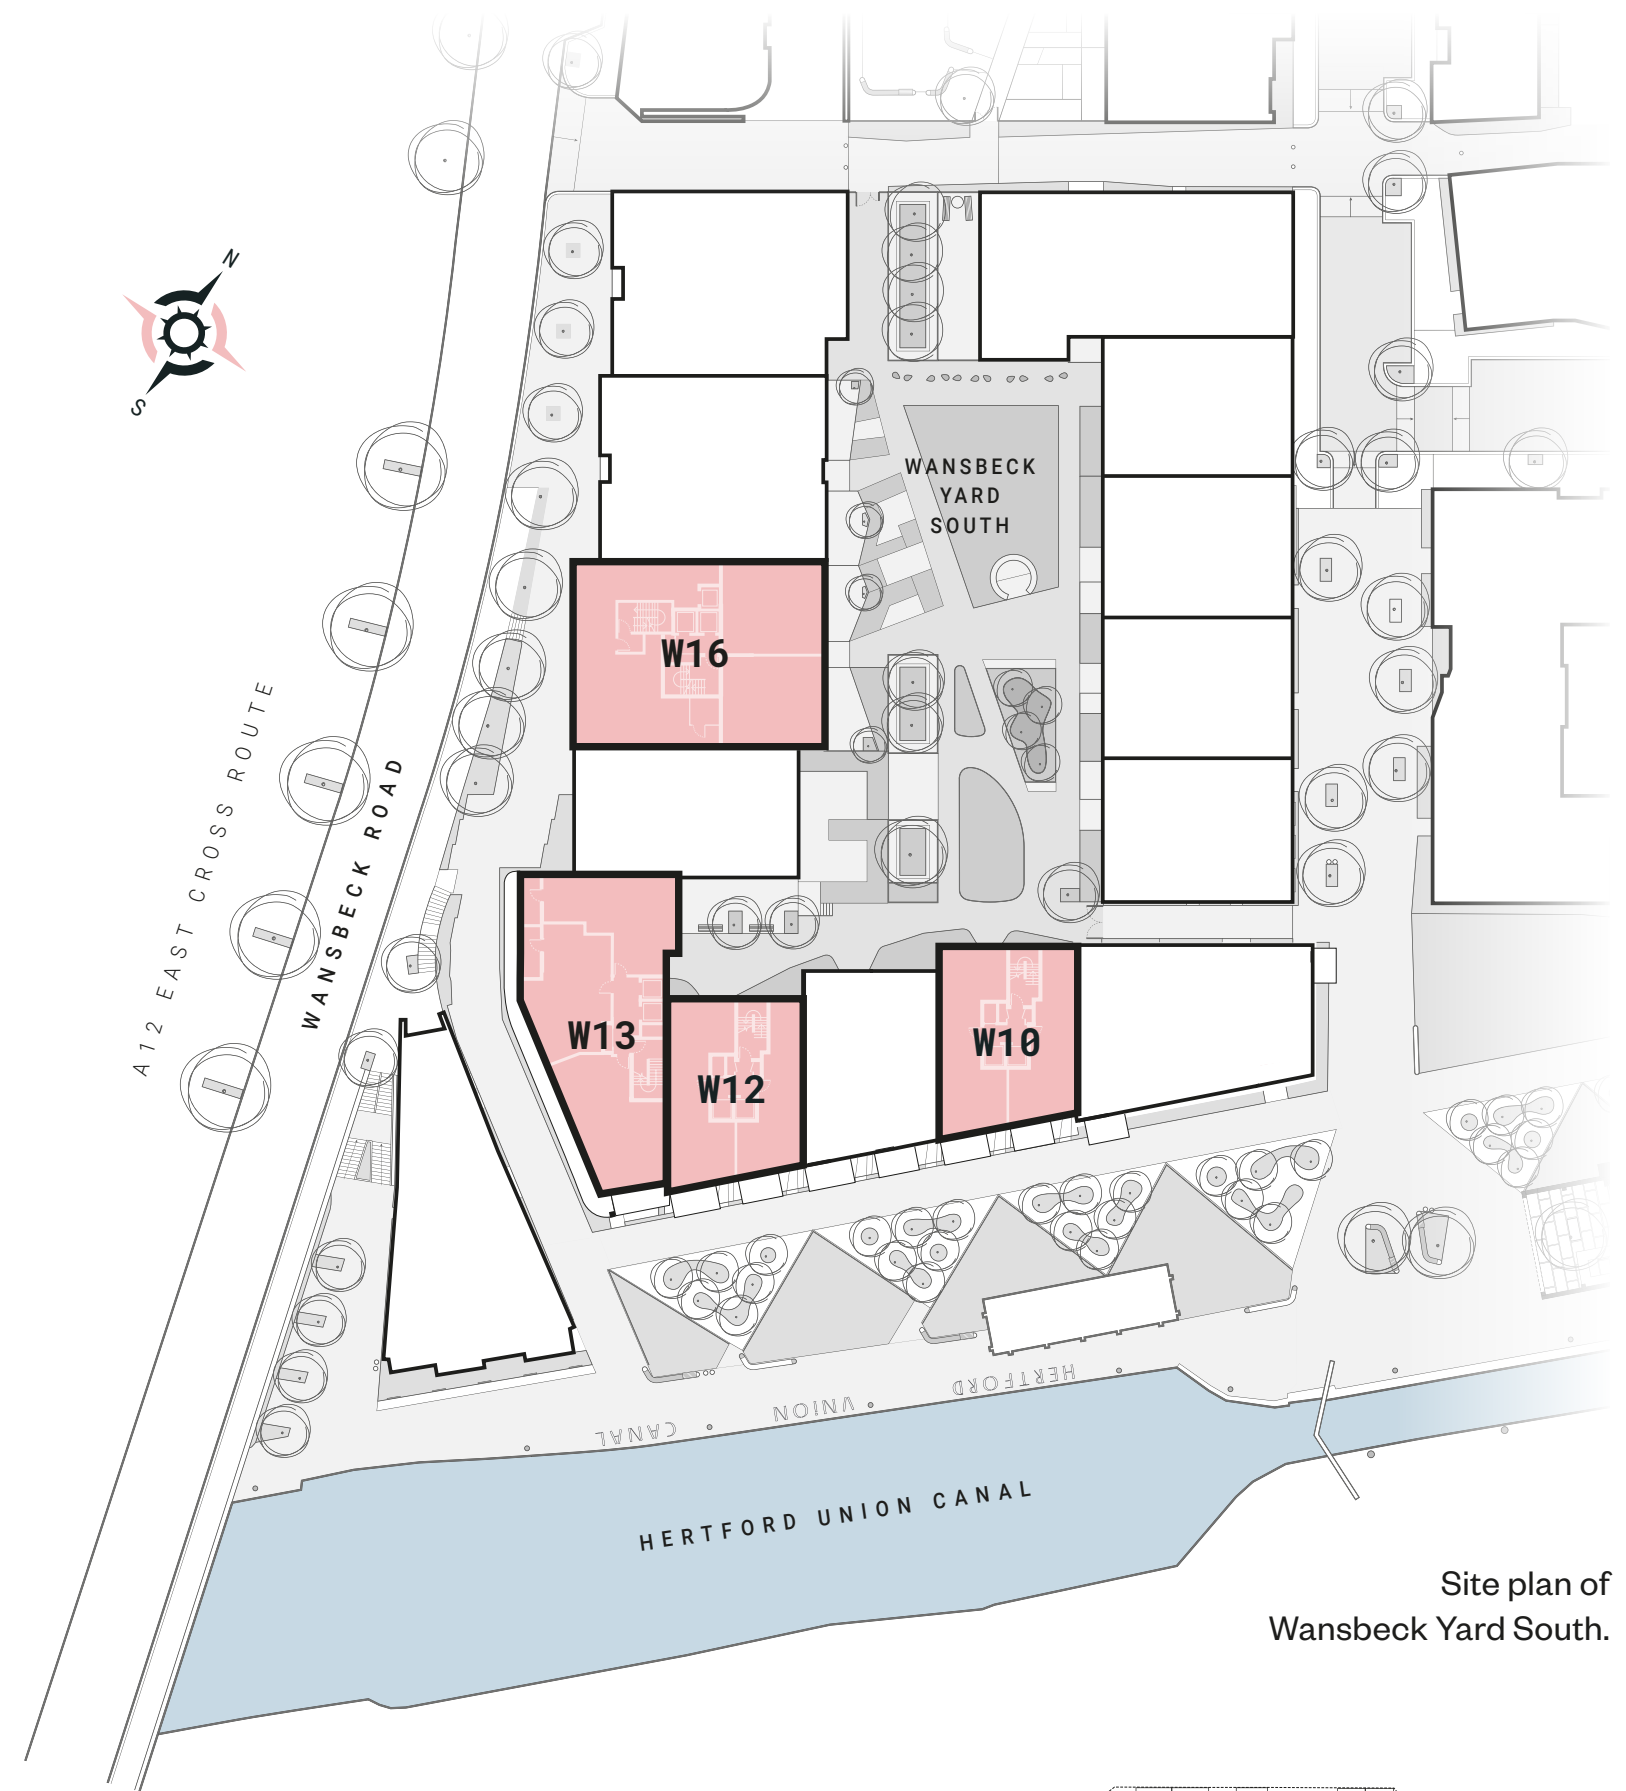 N
S
WANSBECK
YARD
SOUTH
W16
A12 EAST CROSS ROUTE
WANSBECK ROAD
W13
W12
W10
HERTFORD
UNION
CANAL
HERTFORD UNION CANAL
Site plan of
Wansbeck Yard South.